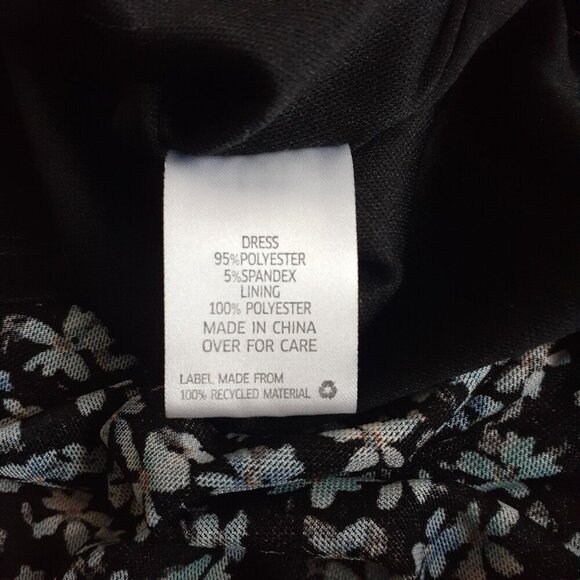 DRESS
95%POLYESTER
5%SPANDEX
LINING
100% POLYESTER
MADE IN CHINA
OVER FOR CARE
LABEL MADE FROM
100% RECYCLED MATERIAL